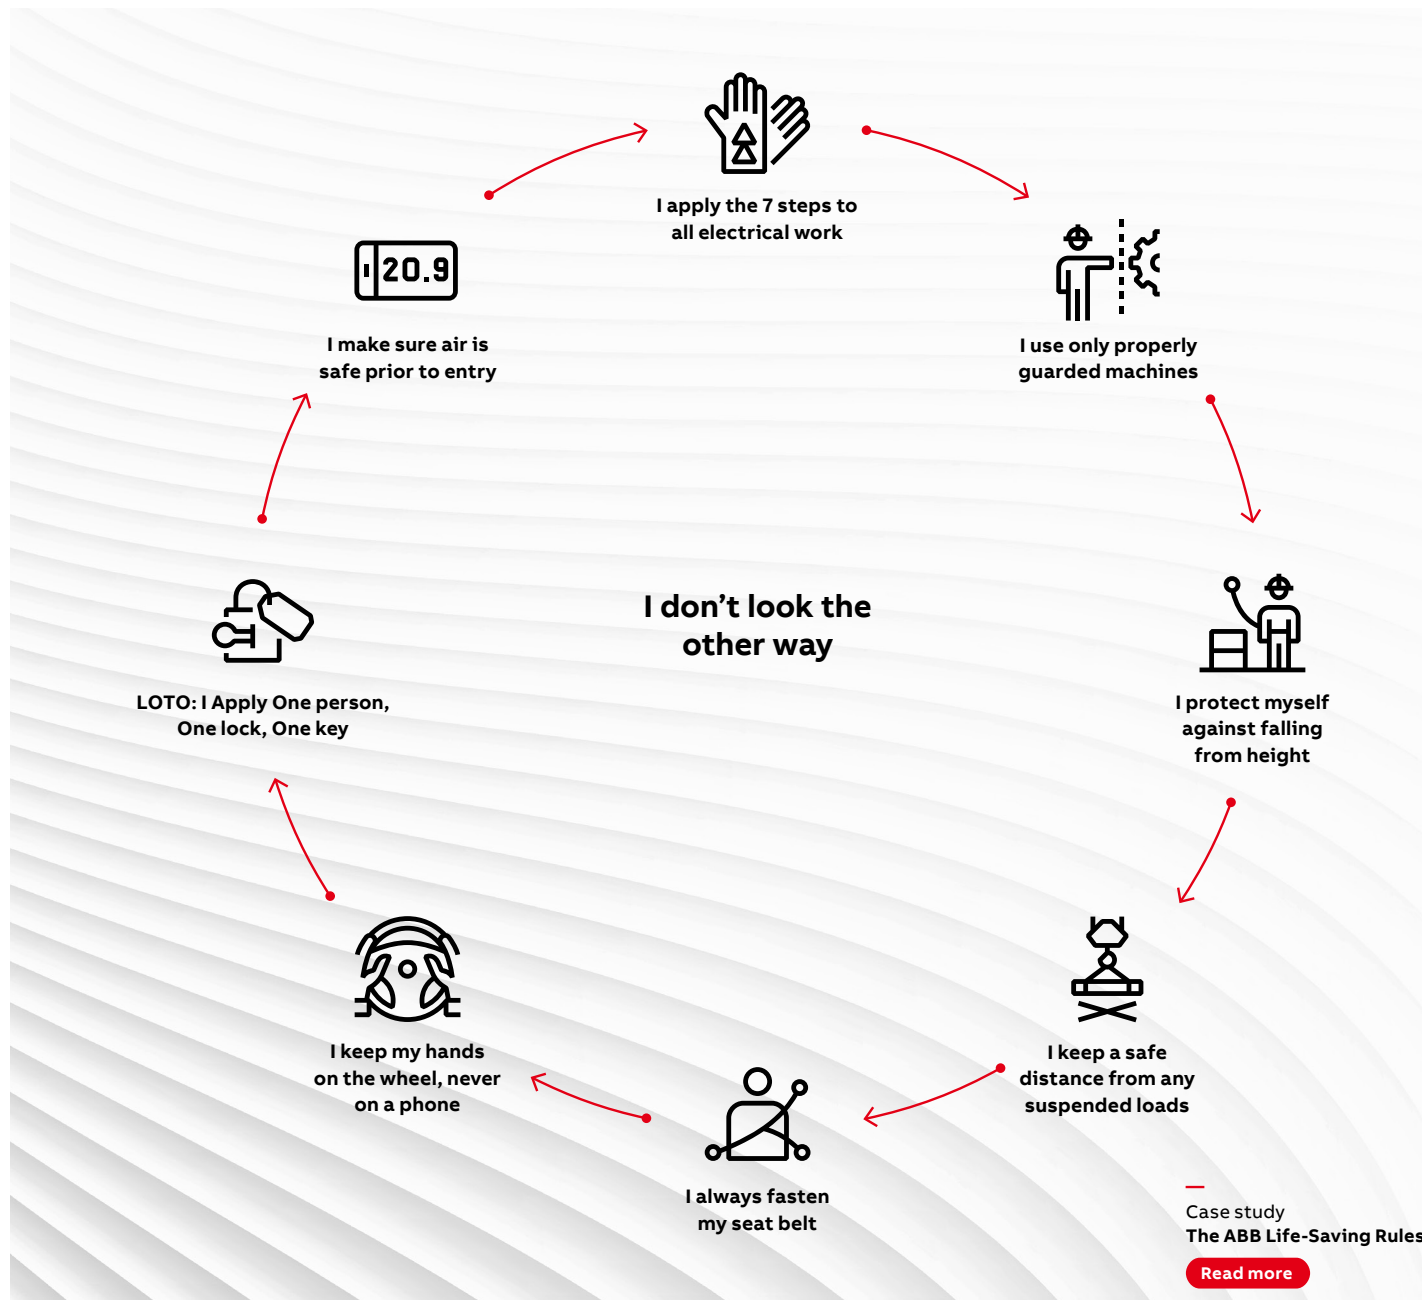 I apply the 7 steps to
all electrical work
20.9
I make sure air is
safe prior to entry
I use only properly
guarded machines
I don’t look the
other way
LOTO: I Apply One person,
One lock, One key
I protect myself
against falling
from height
I keep my hands
on the wheel, never
on a phone
I keep a safe
distance from any
suspended loads
I always fasten
my seat belt
Case study
The ABB Life-Saving Rules
Read more